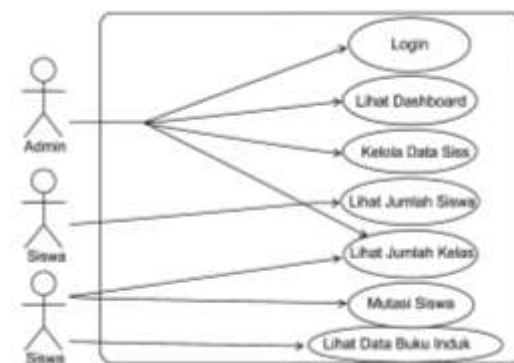 Login
Lihat Dashboard
Admin
Kelola Data Siss
Lihat Jumlah Siswa
Siswa
Lihat Jumlah Kelas
Mutasi Siswa
Lihat Data Buku Induk
Siswa